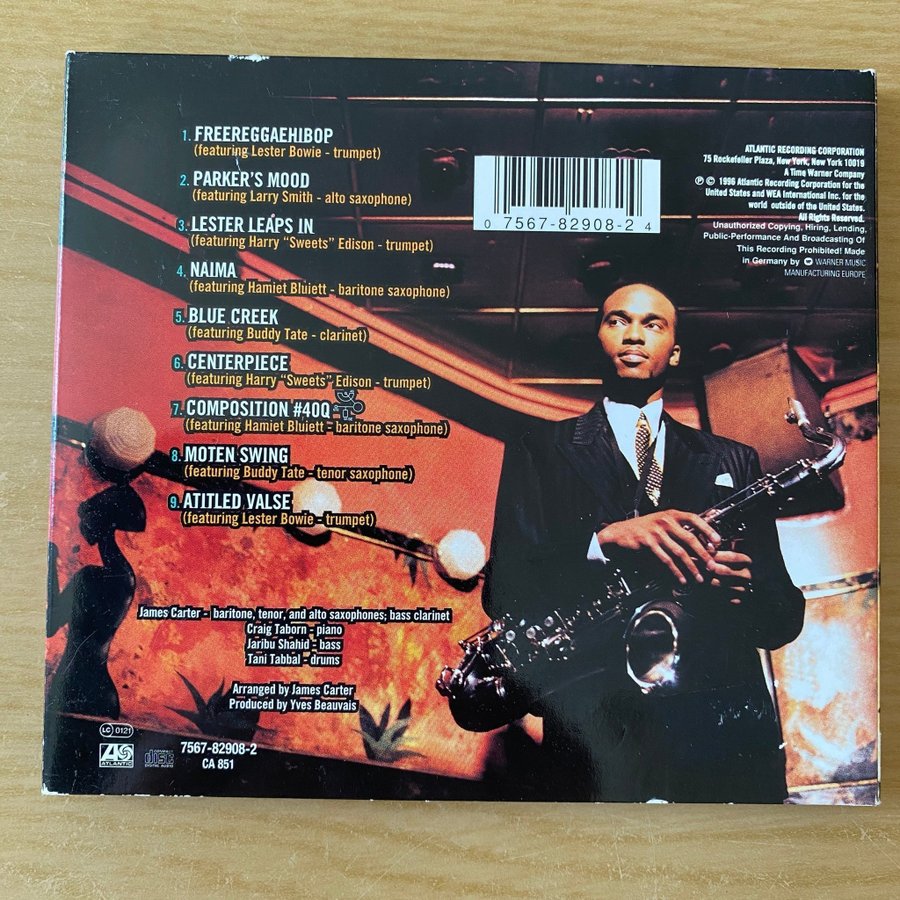 1. FREEREGGAEHIBOP
(featuring Lester Bowie - trumpet)
2. PARKER'S MOOD
(featuring Larry Smith - alto saxophone)
3. LESTER LEAPS IN
(featuring Harry "Sweets" Edison - trumpet)
4. NAIMA
(featuring Hamiet Bluiett - baritone saxophone)
5. BLUE CREEK
(featuring Buddy Tate - clarinet)
6. CENTERPIECE
(featuring Harry "Sweets" Edison - trumpet)
7. COMPOSITION #40Q
(featuring Hamiet Bluiett - baritone saxophone)
8. MOTEN SWING
(featuring Buddy Tate - tenor saxophone)
9. ATITLED VALSE
(featuring Lester Bowie - trumpet)
0 7567-82908-2 4
ATLANTIC RECORDING CORPORATION
75 Rockefeller Plaza, New York, New York 10019
A Time Warner Company
℗ © 1996 Atlantic Recording Corporation for the
United States and WEA International Inc. for the
world outside of the United States.
All Rights Reserved.
Unauthorized Copying, Hiring, Lending,
Public-Performance And Broadcasting Of
This Recording Prohibited! Made
in Germany by WARNER MUSIC
MANUFACTURING EUROPE
James Carter - baritone, tenor, and alto saxophones; bass clarinet
Craig Taborn - piano
Jaribu Shahid - bass
Tani Tabbal - drums
Arranged by James Carter
Produced by Yves Beauvais
LC 0121
ATLANTIC
COMPACT
disc
DIGITAL AUDIO
7567-82908-2
CA 851